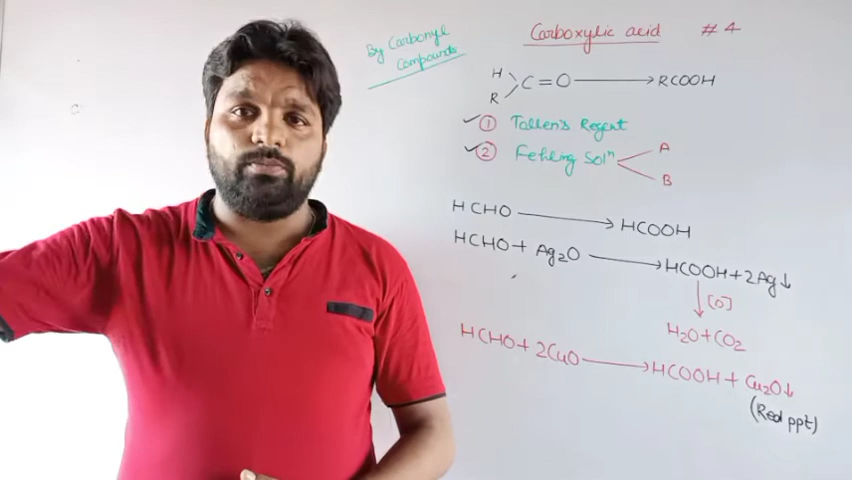 Carboxylic acid #4
By Carbonyl
Compounds
H
R
C=O → RCOOH
① Tollen's Regent
② Fehling Solⁿ
A
B
HCHO → HCOOH
HCHO + Ag₂O → HCOOH + 2Ag↓
↓[O]
H₂O + CO₂
HCHO + 2CuO → HCOOH + Cu₂O↓
(Red ppt)